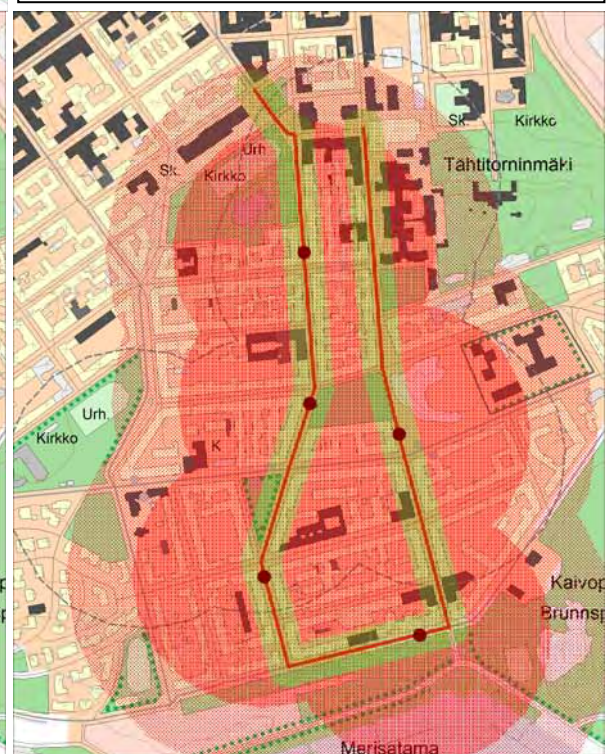 Sk.
Kirkko
Urh.
Tähtitorninmäki
Sk.
Kirkko
Urh.
Kirkko
K
Kaivop
Brunnsp
Merisatama